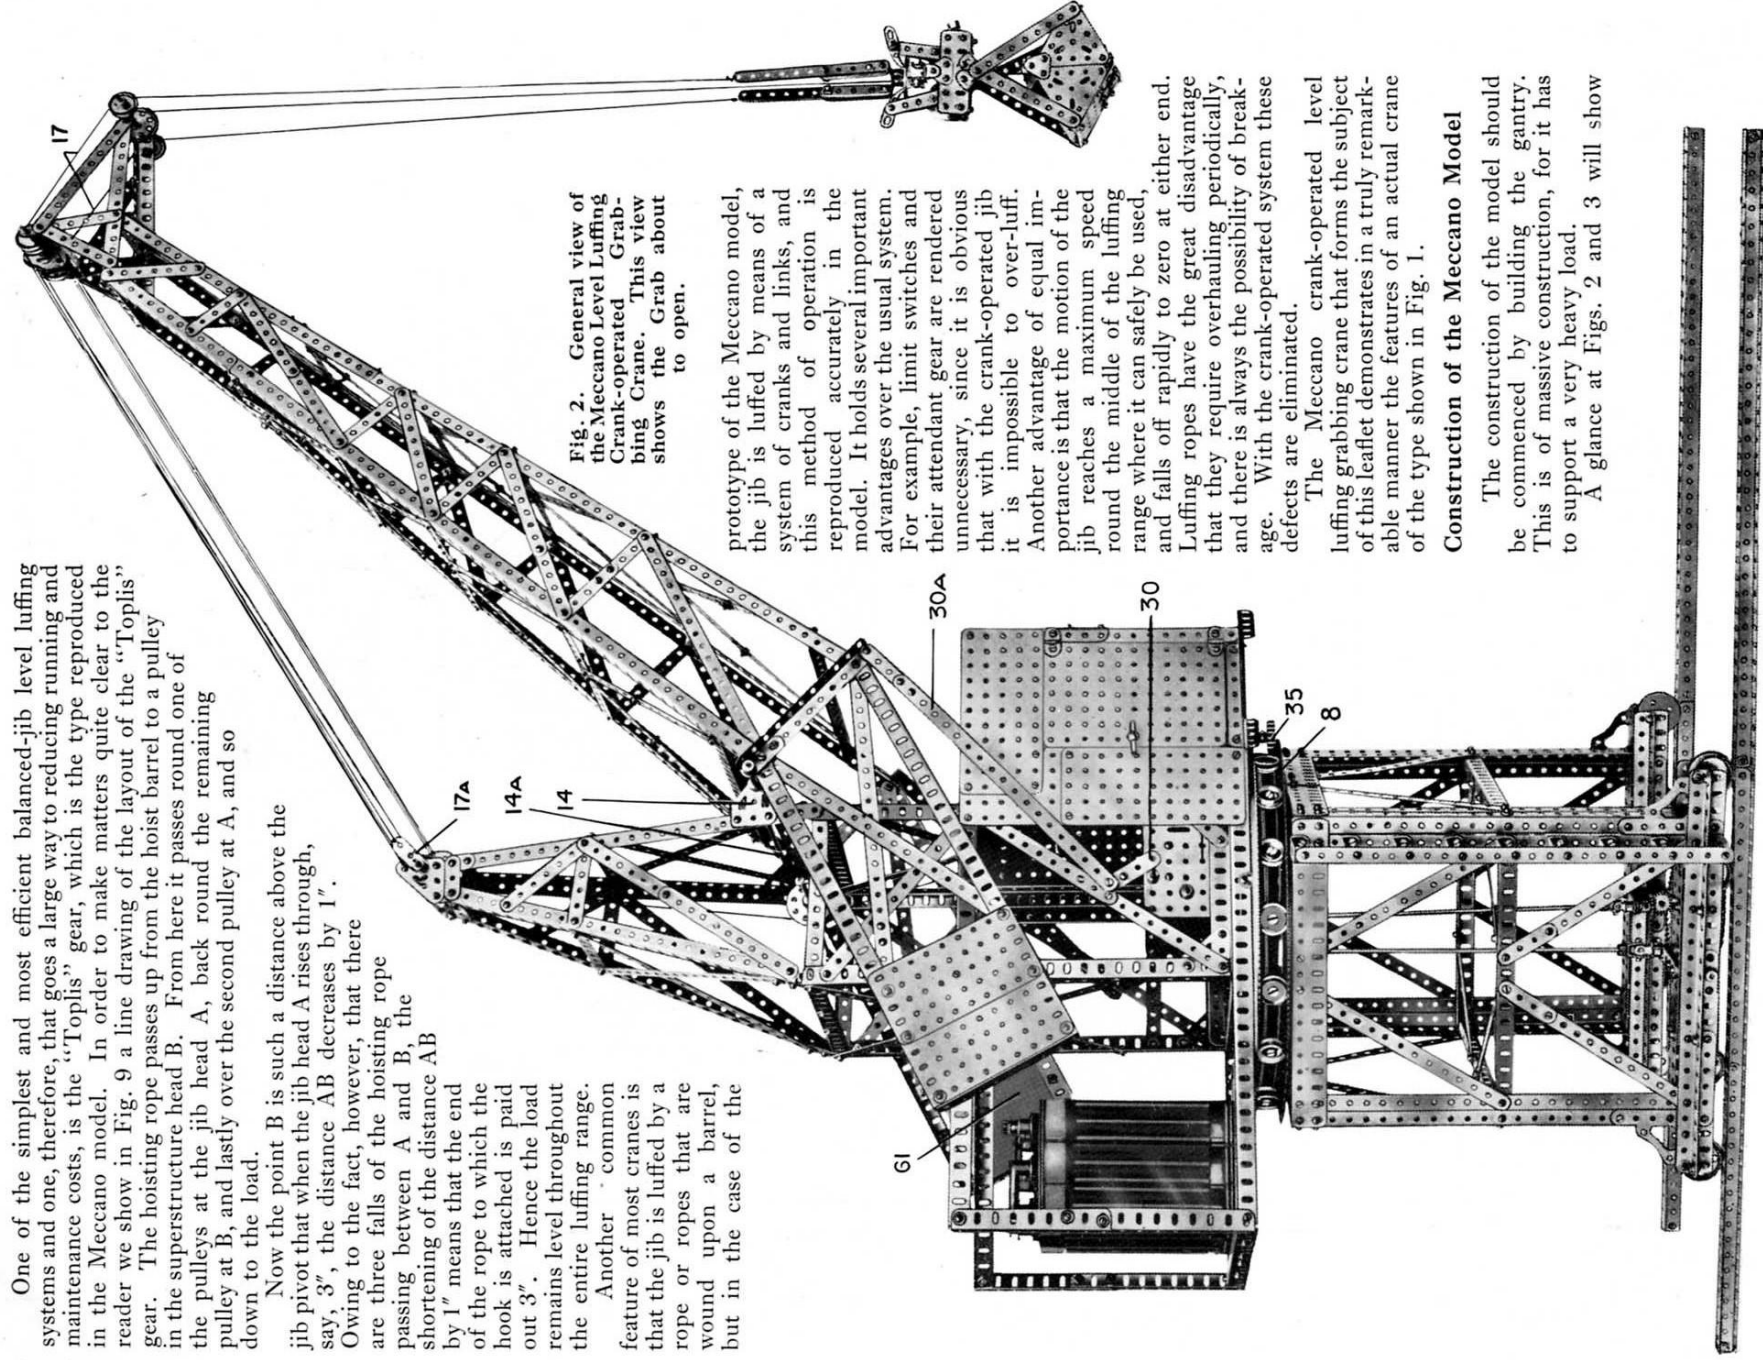 One of the simplest and most efficient balanced-jib level luffing
systems and one, therefore, that goes a large way to reducing running and
maintenance costs, is the “Toplis” gear, which is the type reproduced
in the Meccano model. In order to make matters quite clear to the
reader we show in Fig. 9 a line drawing of the layout of the “Toplis”
gear. The hoisting rope passes up from the hoist barrel to a pulley
in the superstructure head B. From here it passes round one of
the pulleys at the jib head A, back round the remaining
pulley at B, and lastly over the second pulley at A, and so
down to the load.
Now the point B is such a distance above the
jib pivot that when the jib head A rises through,
say, 3″, the distance AB decreases by 1″.
Owing to the fact, however, that there
are three falls of the hoisting rope
passing between A and B, the
shortening of the distance AB
by 1″ means that the end
of the rope to which the
hook is attached is paid
out 3″. Hence the load
remains level throughout
the entire luffing range.
Another common
feature of most cranes is
that the jib is luffed by a
rope or ropes that are
wound upon a barrel,
but in the case of the
Fig. 2. General view of
the Meccano Level Luffing
Crank-operated Grab-
bing Crane. This view
shows the Grab about
to open.
prototype of the Meccano model,
the jib is luffed by means of a
system of cranks and links, and
this method of operation is
reproduced accurately in the
model. It holds several important
advantages over the usual system.
For example, limit switches and
their attendant gear are rendered
unnecessary, since it is obvious
that with the crank-operated jib
it is impossible to over-luff.
Another advantage of equal im-
portance is that the motion of the
jib reaches a maximum speed
round the middle of the luffing
range where it can safely be used,
and falls off rapidly to zero at either end.
Luffing ropes have the great disadvantage
that they require overhauling periodically,
and there is always the possibility of break-
age. With the crank-operated system these
defects are eliminated.
The Meccano crank-operated level
luffing grabbing crane that forms the subject
of this leaflet demonstrates in a truly remark-
able manner the features of an actual crane
of the type shown in Fig. 1.
Construction of the Meccano Model
The construction of the model should
be commenced by building the gantry.
This is of massive construction, for it has
to support a very heavy load.
A glance at Figs. 2 and 3 will show
17
17A
14A
14
30A
30
35
8
61